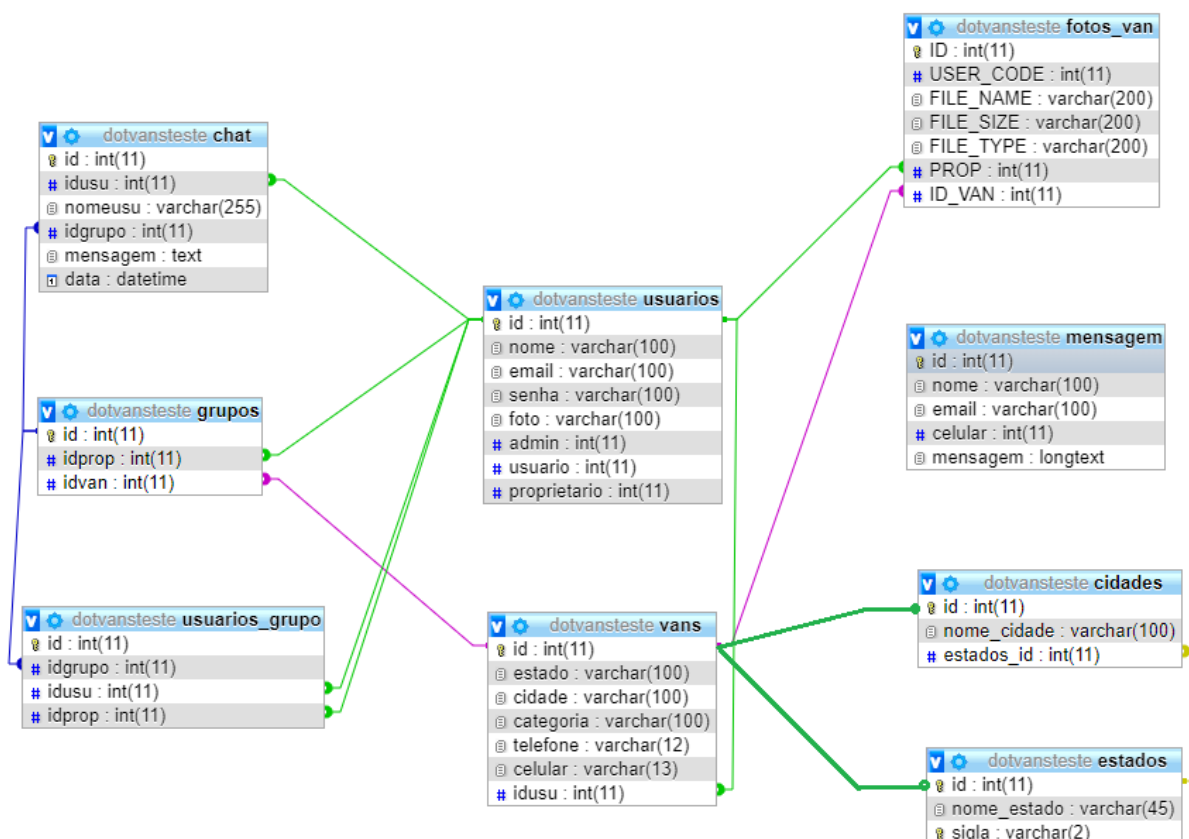 dotvansteste fotos_van
ID : int(11)
# USER_CODE : int(11)
FILE_NAME : varchar(200)
FILE_SIZE : varchar(200)
FILE_TYPE : varchar(200)
# PROP : int(11)
# ID_VAN : int(11)
dotvansteste chat
id : int(11)
# idusu : int(11)
nomeusu : varchar(255)
# idgrupo : int(11)
mensagem : text
data : datetime
dotvansteste usuarios
id : int(11)
nome : varchar(100)
email : varchar(100)
senha : varchar(100)
foto : varchar(100)
# admin : int(11)
# usuario : int(11)
# proprietario : int(11)
dotvansteste mensagem
id : int(11)
nome : varchar(100)
email : varchar(100)
# celular : int(11)
mensagem : longtext
dotvansteste grupos
id : int(11)
# idprop : int(11)
# idvan : int(11)
dotvansteste usuarios_grupo
id : int(11)
# idgrupo : int(11)
# idusu : int(11)
# idprop : int(11)
dotvansteste vans
id : int(11)
estado : varchar(100)
cidade : varchar(100)
categoria : varchar(100)
telefone : varchar(12)
celular : varchar(13)
# idusu : int(11)
dotvansteste cidades
id : int(11)
nome_cidade : varchar(100)
# estados_id : int(11)
dotvansteste estados
id : int(11)
nome_estado : varchar(45)
sigla : varchar(2)